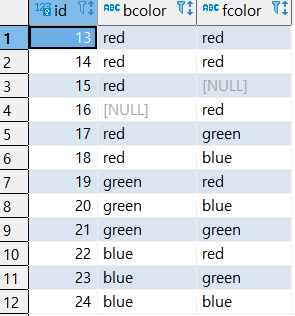 123 id ABC bcolor ABC fcolor
1 13 red red
2 14 red red
3 15 red [NULL]
4 16 [NULL] red
5 17 red green
6 18 red blue
7 19 green red
8 20 green blue
9 21 green green
10 22 blue red
11 23 blue green
12 24 blue blue